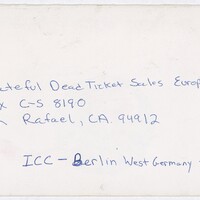 ateful Dead Ticket Sales Europ
x C-S 8190
n Rafael, CA. 94912
ICC - Berlin West Germany -